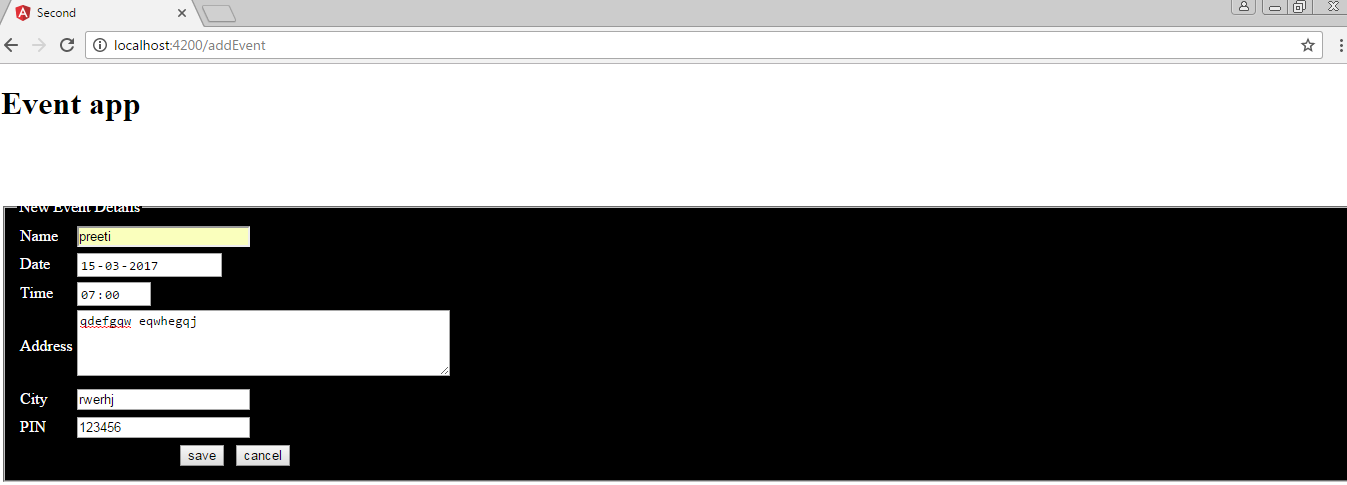 Second
localhost:4200/addEvent
Event app
New Event Details
Name preeti
Date 15-03-2017
Time 07:00
Address qdefgqw eqwhegqj
City rwerhj
PIN 123456
save cancel